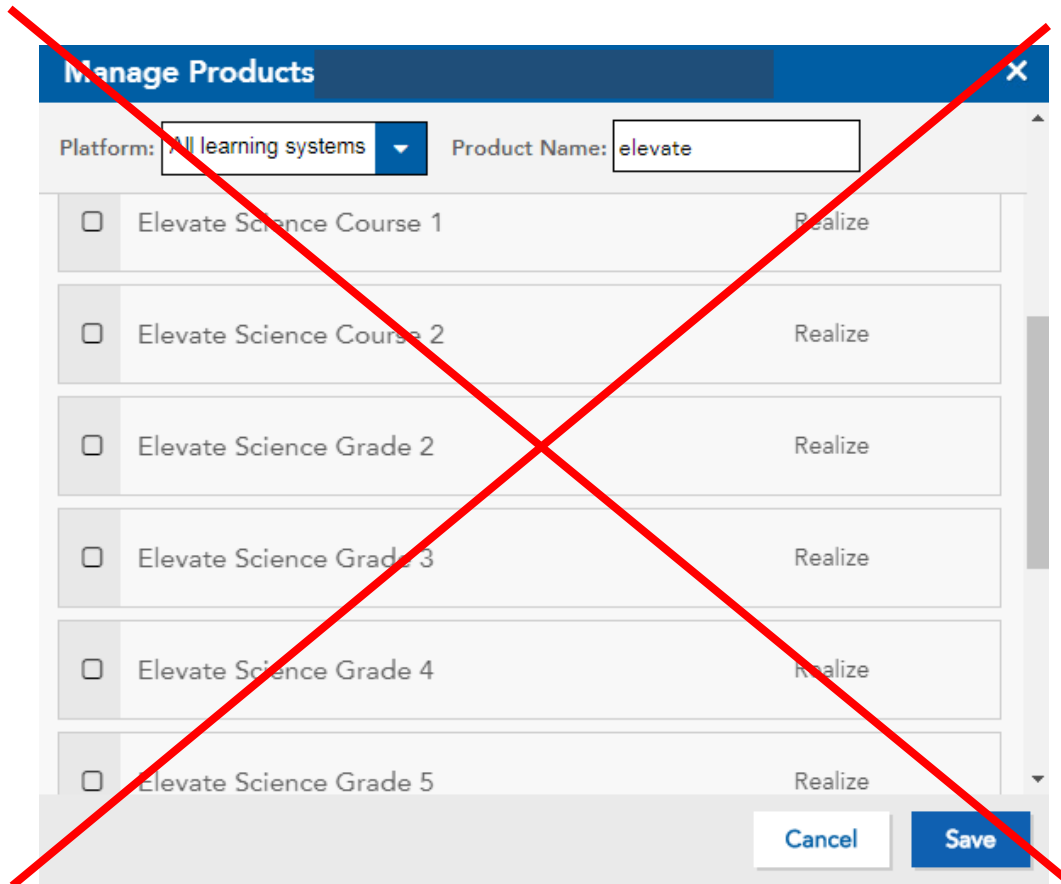 Manage Products
Platform: All learning systems Product Name: elevate
Elevate Science Course 1 Realize
Elevate Science Course 2 Realize
Elevate Science Grade 2 Realize
Elevate Science Grade 3 Realize
Elevate Science Grade 4 Realize
Elevate Science Grade 5 Realize
Cancel Save